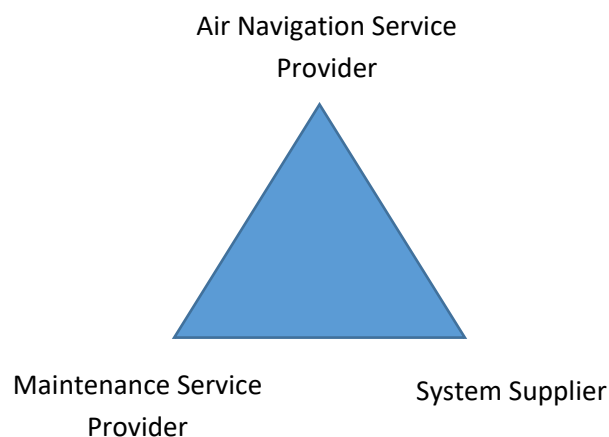 Air Navigation Service
Provider
Maintenance Service
Provider
System Supplier